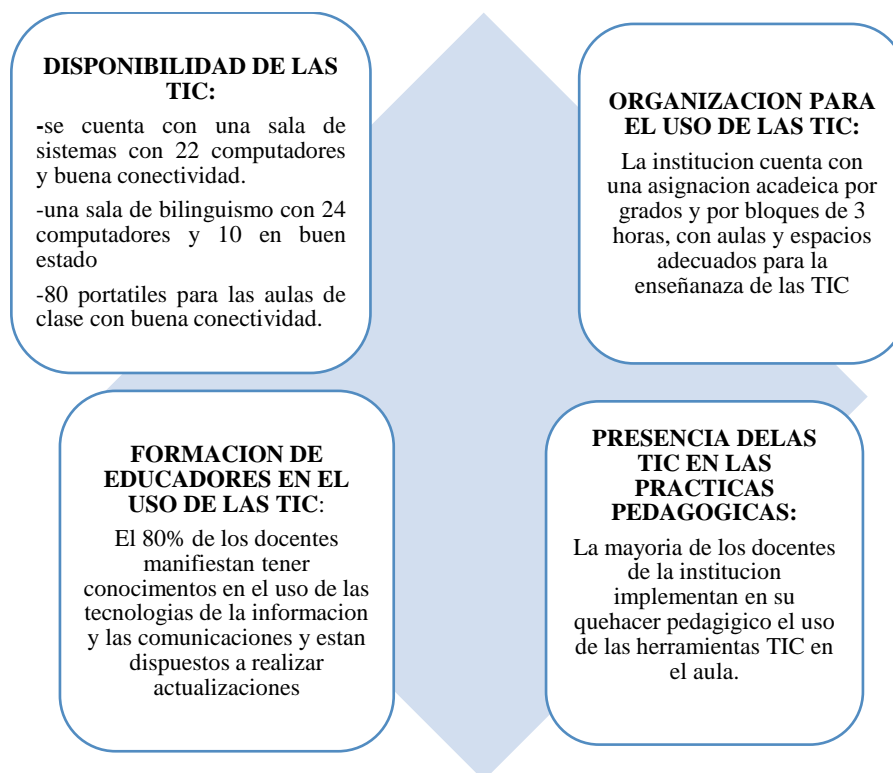 DISPONIBILIDAD DE LAS
TIC:
-se cuenta con una sala de
sistemas con 22 computadores
y buena conectividad.
-una sala de bilinguismo con 24
computadores y 10 en buen
estado
-80 portatiles para las aulas de
clase con buena conectividad.
ORGANIZACION PARA
EL USO DE LAS TIC:
La institucion cuenta con
una asignacion acadeica por
grados y por bloques de 3
horas, con aulas y espacios
adecuados para la
enseñanaza de las TIC
FORMACION DE
EDUCADORES EN EL
USO DE LAS TIC:
El 80% de los docentes
manifiestan tener
conocimientos en el uso de las
tecnologias de la informacion
y las comunicaciones y estan
dispuestos a realizar
actualizaciones
PRESENCIA DELAS
TIC EN LAS
PRACTICAS
PEDAGOGICAS:
La mayoria de los docentes
de la institucion
implementan en su
quehacer pedagigico el uso
de las herramientas TIC en
el aula.